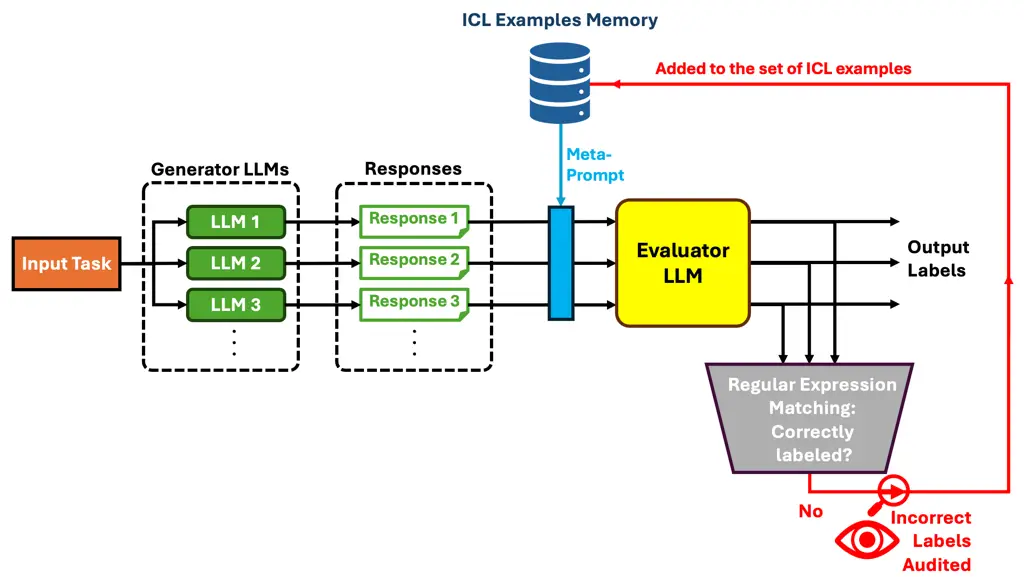 ICL Examples Memory
Added to the set of ICL examples
Meta-
Prompt
Generator LLMs
Responses
Input Task
LLM 1
LLM 2
LLM 3
Response 1
Response 2
Response 3
Evaluator
LLM
Output
Labels
Regular Expression
Matching:
Correctly
labeled?
No
Incorrect
Labels
Audited